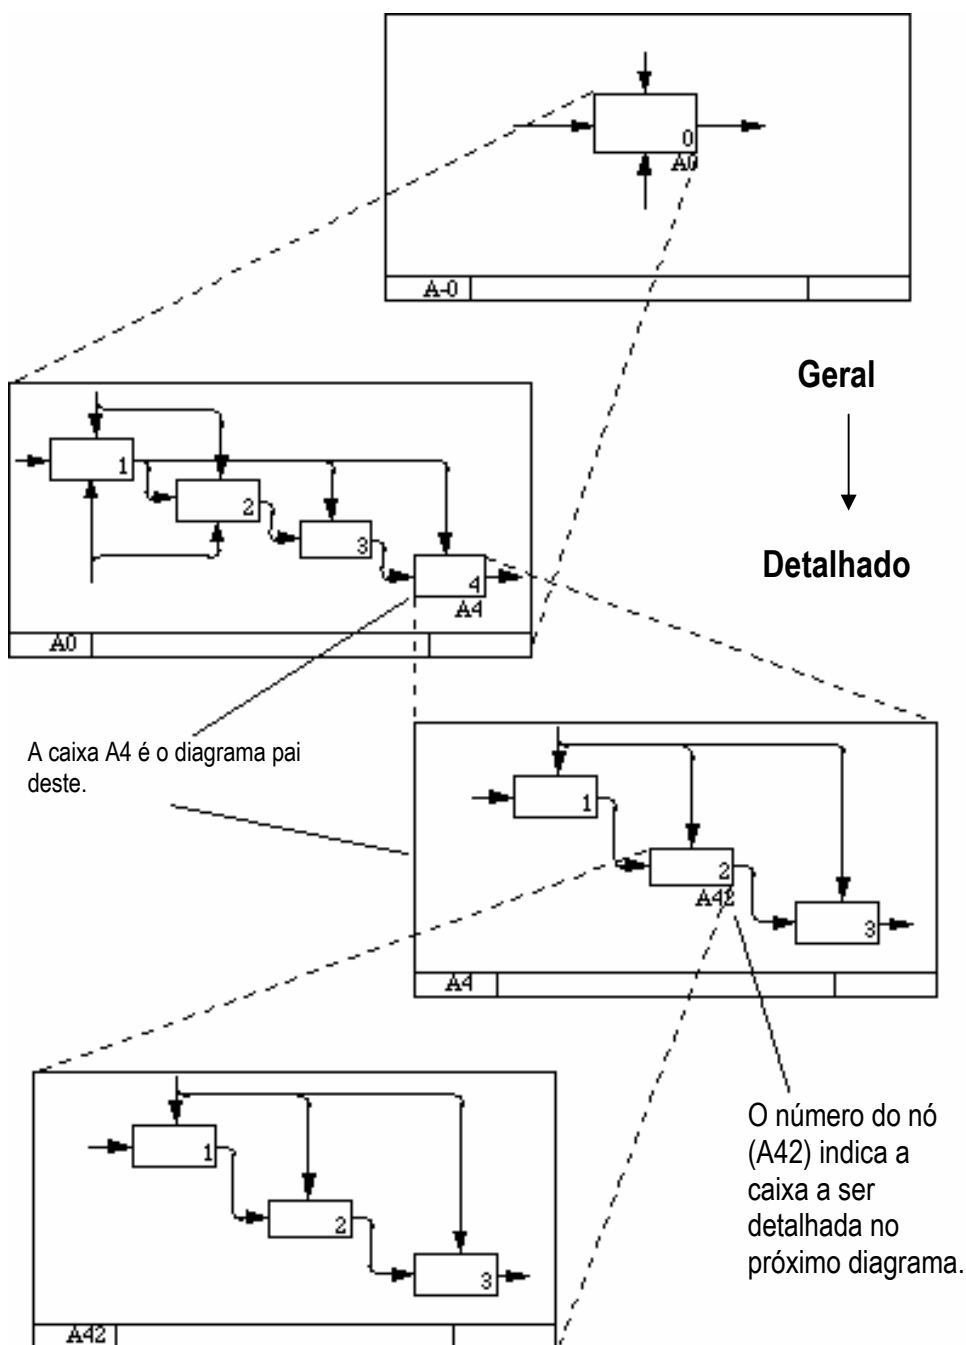 0
A0
A-0
Geral
Detalhado
1
2
3
4
A4
A0
A caixa A4 é o diagrama pai
deste.
1
2
A42
3
A4
O número do nó
(A42) indica a
caixa a ser
detalhada no
próximo diagrama.
1
2
3
A42